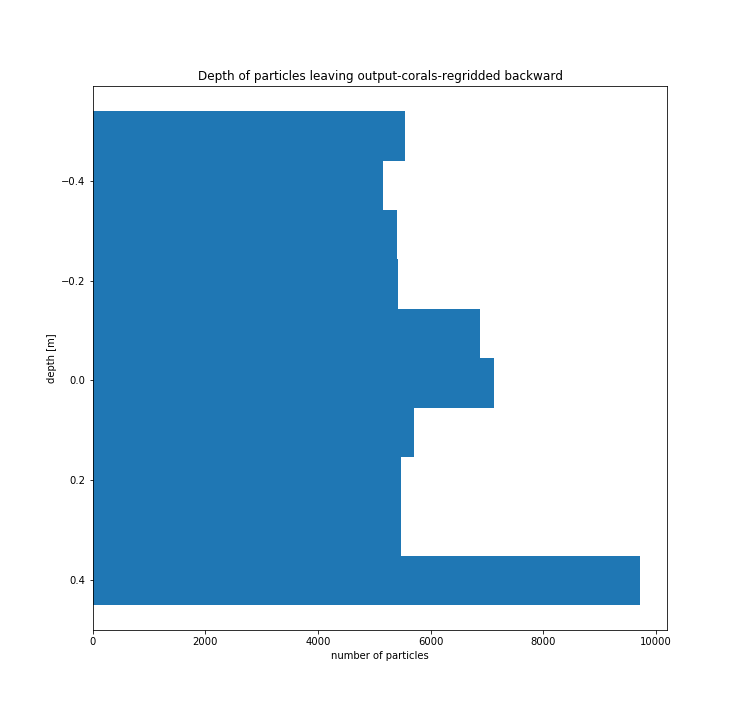 Depth of particles leaving output-corals-regridded backward
−0.4
−0.2
0.0
0.2
0.4
depth [m]
0 2000 4000 6000 8000 10000
number of particles